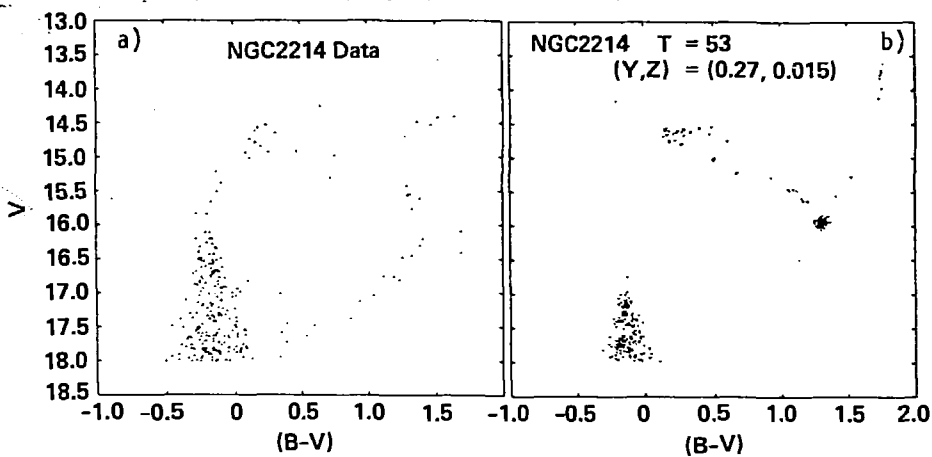 a)
NGC2214 Data
13.0
13.5
14.0
14.5
15.0
15.5
16.0
16.5
17.0
17.5
18.0
18.5
V
-1.0 -0.5 0 0.5 1.0 1.5
(B-V)
b)
NGC2214 T = 53
(Y,Z) = (0.27, 0.015)
-1.0 -0.5 0 0.5 1.0 1.5 2.0
(B-V)